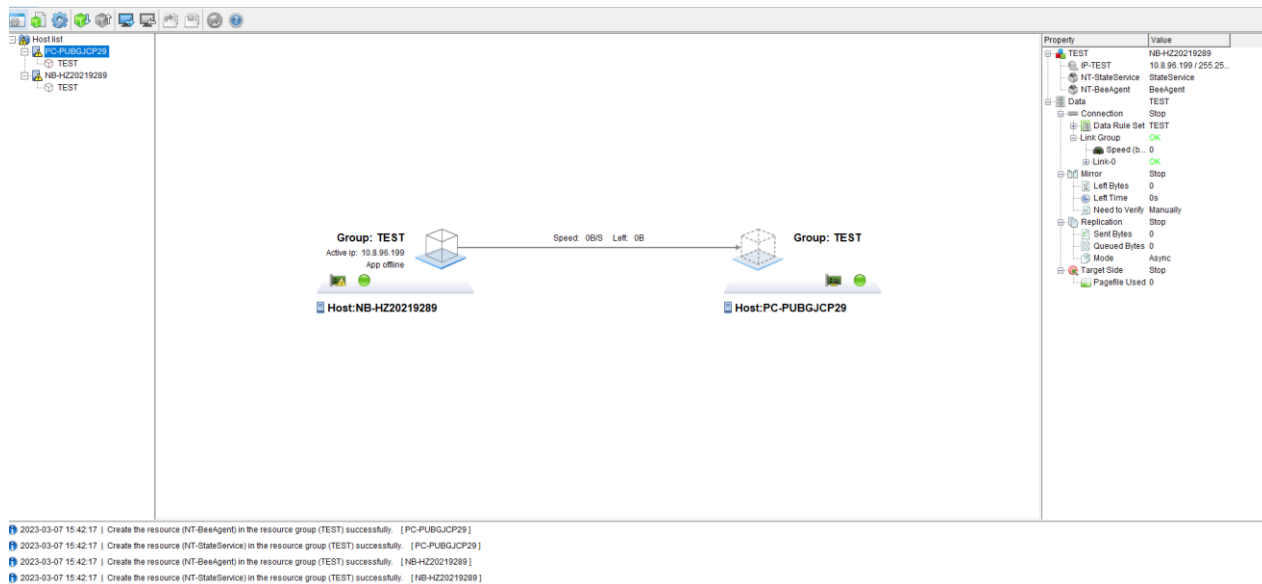 Host list
PC-PUBGJCP29
TEST
NB-HZ20219289
TEST
Group: TEST
Active ip: 10.8.96.199
App offline
Host:NB-HZ20219289
Speed: 0B/S Left: 0B
Group: TEST
Host:PC-PUBGJCP29
Property Value
TEST NB-HZ20219289
IP-TEST 10.8.96.199 / 255.25...
NT-StateService StateService
NT-BeeAgent BeeAgent
Data TEST
Connection Stop
Data Rule Set TEST
Link Group OK
Speed (b... 0
Link-0 OK
Mirror Stop
Left Bytes 0
Left Time 0s
Need to Verify Manually
Replication Stop
Sent Bytes 0
Queued Bytes 0
Mode Async
Target Side Stop
Pagefile Used 0
2023-03-07 15:42:17 | Create the resource (NT-BeeAgent) in the resource group (TEST) successfully. [ PC-PUBGJCP29 ]
2023-03-07 15:42:17 | Create the resource (NT-StateService) in the resource group (TEST) successfully. [ PC-PUBGJCP29 ]
2023-03-07 15:42:17 | Create the resource (NT-BeeAgent) in the resource group (TEST) successfully. [ NB-HZ20219289 ]
2023-03-07 15:42:17 | Create the resource (NT-StateService) in the resource group (TEST) successfully. [ NB-HZ20219289 ]